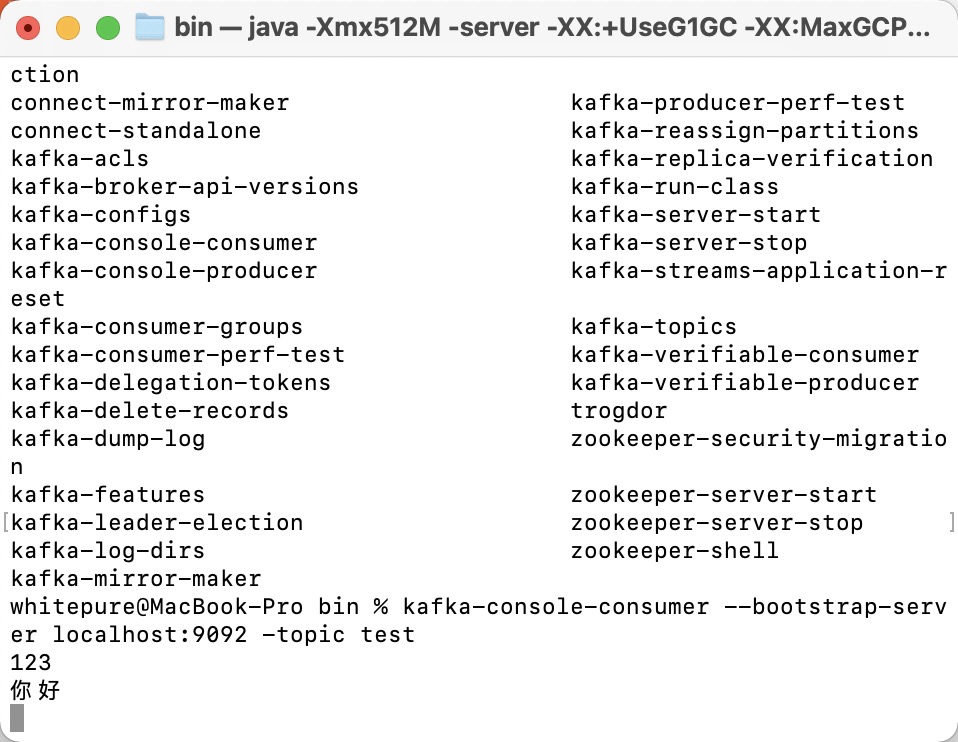 bin — java -Xmx512M -server -XX:+UseG1GC -XX:MaxGCP...
ction
connect-mirror-maker kafka-producer-perf-test
connect-standalone kafka-reassign-partitions
kafka-acls kafka-replica-verification
kafka-broker-api-versions kafka-run-class
kafka-configs kafka-server-start
kafka-console-consumer kafka-server-stop
kafka-console-producer kafka-streams-application-r
eset
kafka-consumer-groups kafka-topics
kafka-consumer-perf-test kafka-verifiable-consumer
kafka-delegation-tokens kafka-verifiable-producer
kafka-delete-records trogdor
kafka-dump-log zookeeper-security-migratio
n
kafka-features zookeeper-server-start
[kafka-leader-election zookeeper-server-stop ]
kafka-log-dirs zookeeper-shell
kafka-mirror-maker
whitepure@MacBook-Pro bin % kafka-console-consumer --bootstrap-serv
er localhost:9092 -topic test
123
你好